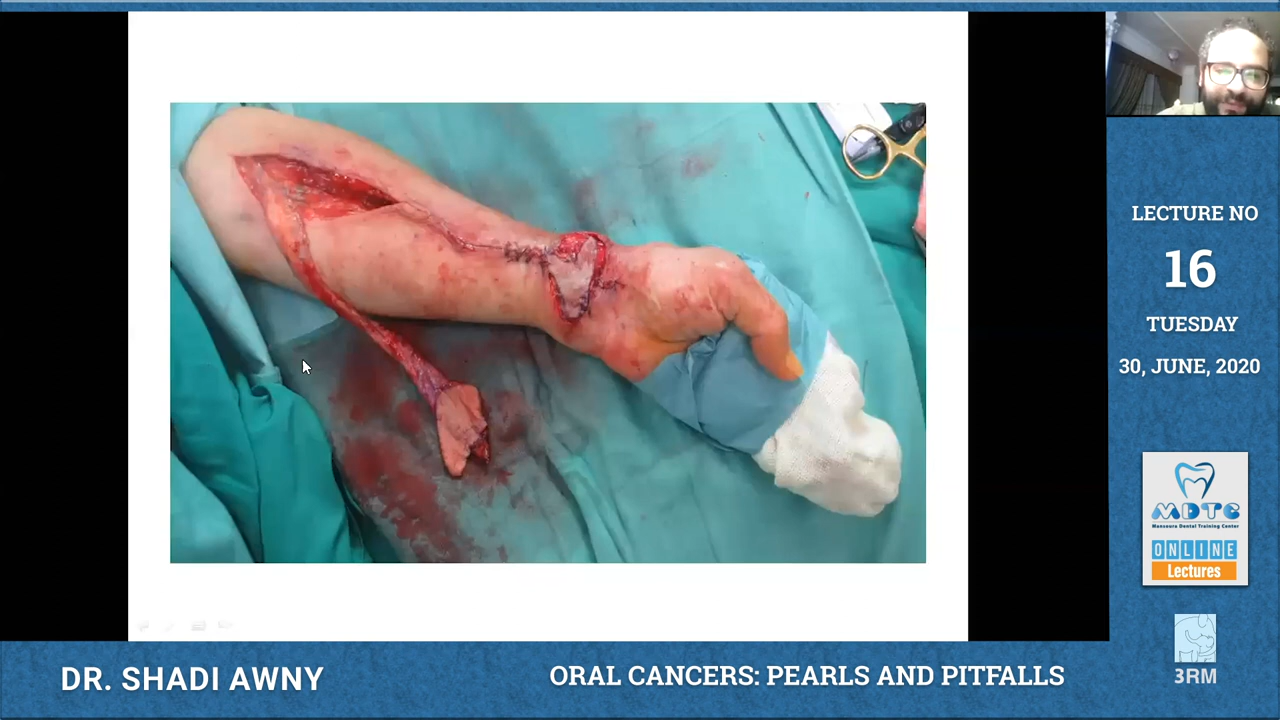 LECTURE NO
16
TUESDAY
30, JUNE, 2020
MDTC
Mansoura Dental Training Center
ONLINE
Lectures
3RM
DR. SHADI AWNY
ORAL CANCERS: PEARLS AND PITFALLS